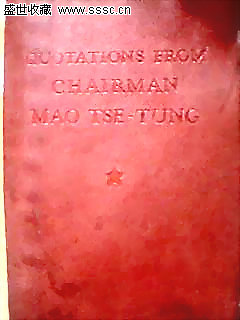 盛世收藏
www.sssc.cn
QUOTATIONS FROM
CHAIRMAN
MAO TSE-TUNG